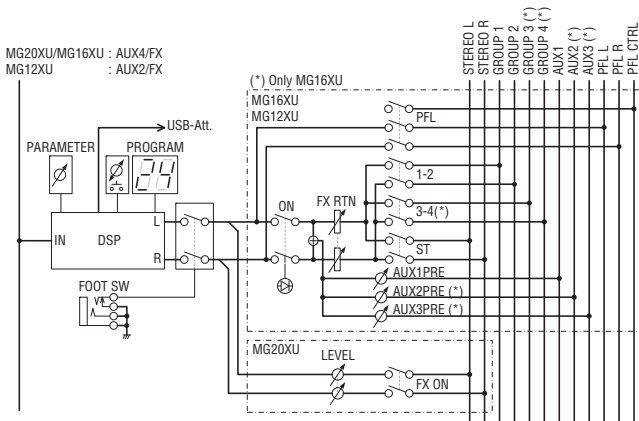 MG20XU/MG16XU : AUX4/FX
MG12XU : AUX2/FX
STEREO L
STEREO R
GROUP 1
GROUP 2
GROUP 3 (*)
GROUP 4 (*)
AUX1
AUX2 (*)
AUX3 (*)
PFL L
PFL R
PFL CTRL
(*) Only MG16XU
MG16XU
MG12XU
PFL
USB-Att.
PARAMETER
PROGRAM
24
1-2
ON
FX RTN
3-4(*)
L
IN
DSP
R
ST
AUX1PRE
AUX2PRE (*)
AUX3PRE (*)
FOOT SW
MG20XU
LEVEL
FX ON